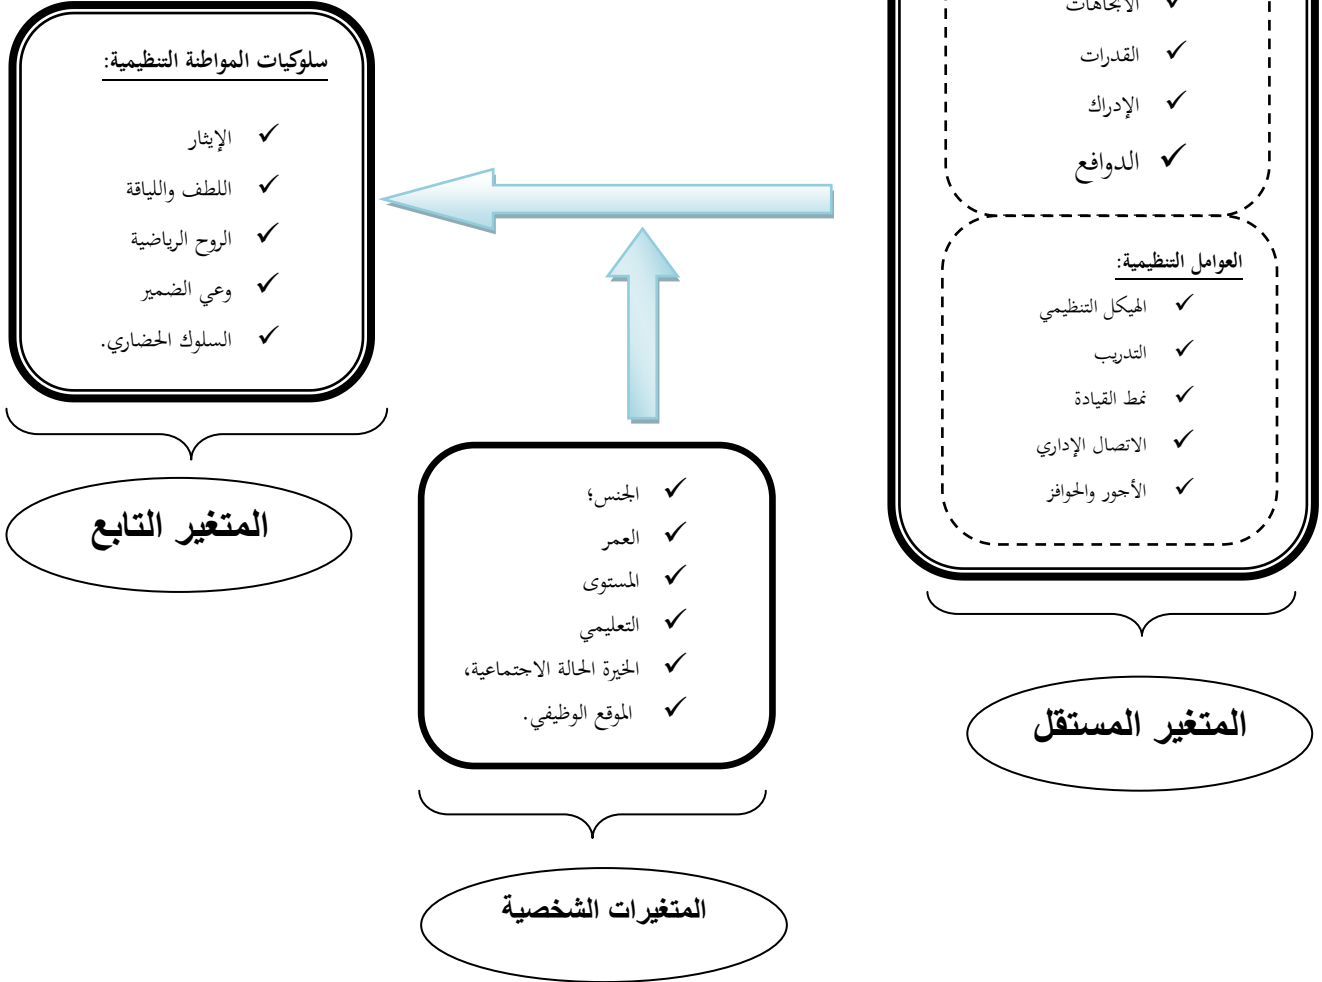 الاتجاهات
القدرات
الإدراك
الدوافع
العوامل التنظيمية:
الهيكل التنظيمي
التدريب
نمط القيادة
الاتصال الإداري
الأجور والحوافز
المتغير المستقل
سلوكيات المواطنة التنظيمية:
الإيثار
اللطف واللياقة
الروح الرياضية
وعي الضمير
السلوك الحضاري.
المتغير التابع
الجنس؛
العمر
المستوى
التعليمي
الخبرة الحالة الاجتماعية،
الموقع الوظيفي.
المتغيرات الشخصية